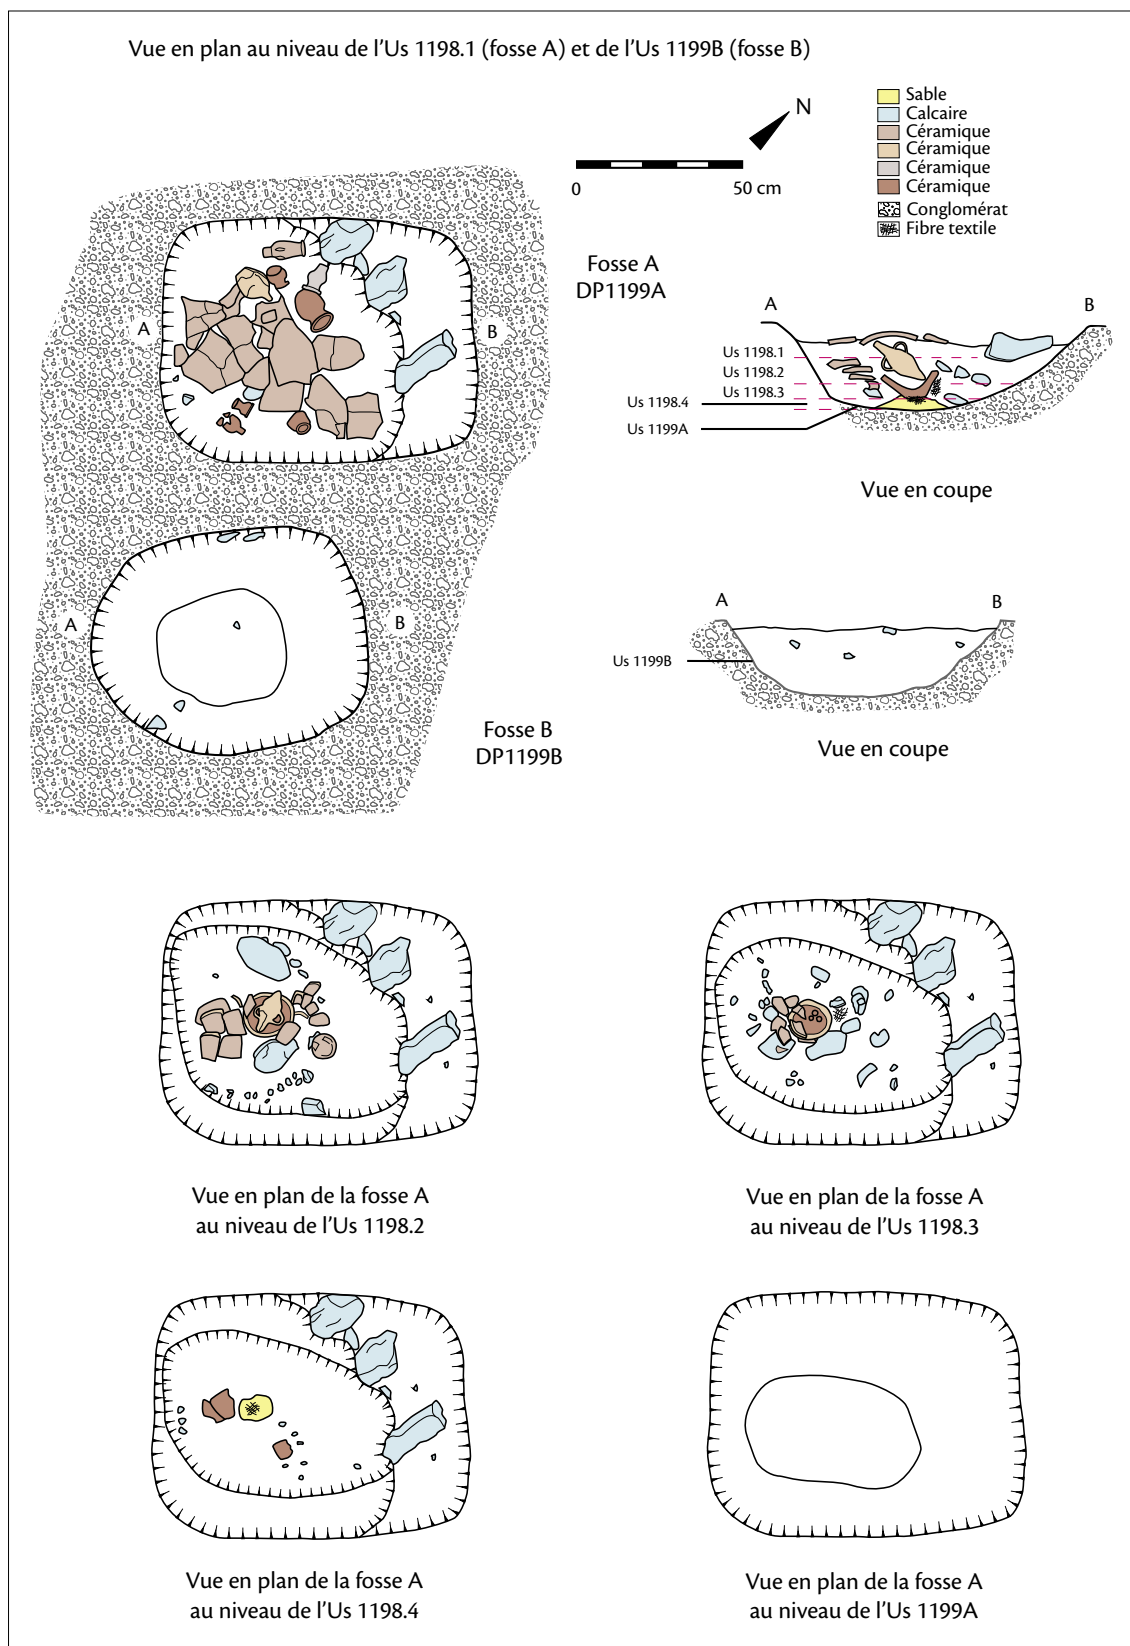 Vue en plan au niveau de l'Us 1198.1 (fosse A) et de l'Us 1199B (fosse B)
N
0 50 cm
Sable
Calcaire
Céramique
Céramique
Céramique
Céramique
Conglomérat
Fibre textile
Fosse A
DP1199A
A B
A B
Us 1198.1
Us 1198.2
Us 1198.3
Us 1198.4
Us 1199A
Vue en coupe
A B
A B
Us 1199B
Fosse B
DP1199B
Vue en coupe
Vue en plan de la fosse A
au niveau de l'Us 1198.2
Vue en plan de la fosse A
au niveau de l'Us 1198.3
Vue en plan de la fosse A
au niveau de l'Us 1198.4
Vue en plan de la fosse A
au niveau de l'Us 1199A